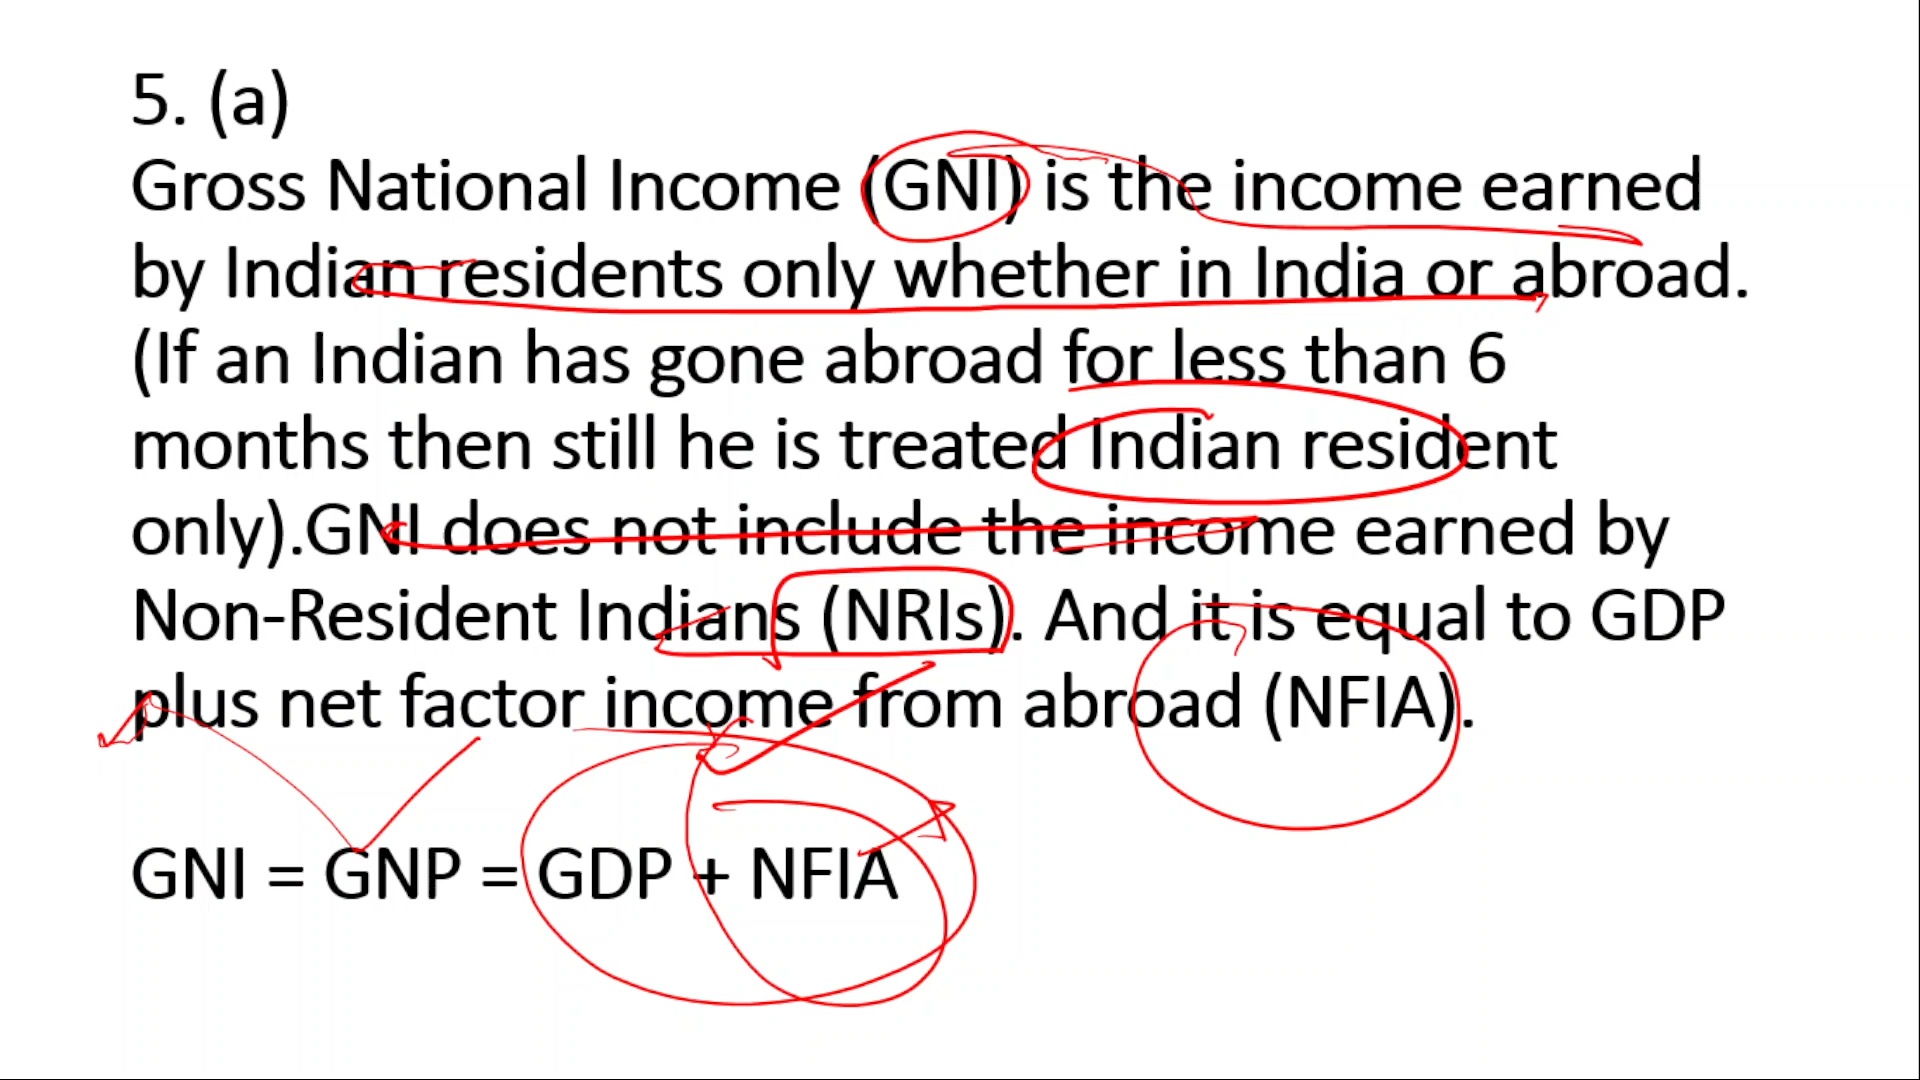 5. (a)
Gross National Income (GNI) is the income earned
by Indian residents only whether in India or abroad.
(If an Indian has gone abroad for less than 6
months then still he is treated Indian resident
only).GNI does not include the income earned by
Non-Resident Indians (NRIs). And it is equal to GDP
plus net factor income from abroad (NFIA).
GNI = GNP = GDP + NFIA